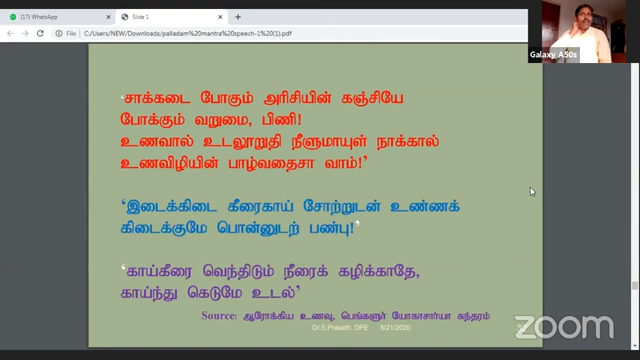 (17) WhatsApp
Slide 1
File | C:/Users/NEW/Downloads/palladam%20mantra%20speech-1%20(1).pdf
Galaxy A50s
‘சாக்கடை போகும் அரிசியின் கஞ்சியே
போக்கும் வறுமை, பிணி!
உணவால் உடலூறுதி நீளுமாயுள் நாக்கால்
உணவிழியின் பாழ்வதைசா வாம்!’
‘இடைக்கிடை கீரைகாய் சோற்றுடன் உண்ணக்
கிடைக்குமே பொன்னுடற் பண்பு!’
‘காய்கீரை வெந்திடும் நீரைக் கழிக்காதே,
காய்ந்து கெடுமே உடல்’
Source: ஆரோக்கிய உணவு, பெங்களுர் யோகாசார்யா சுந்தரம்
Dr.S.Prasath, DPE 5/21/2020
zoom